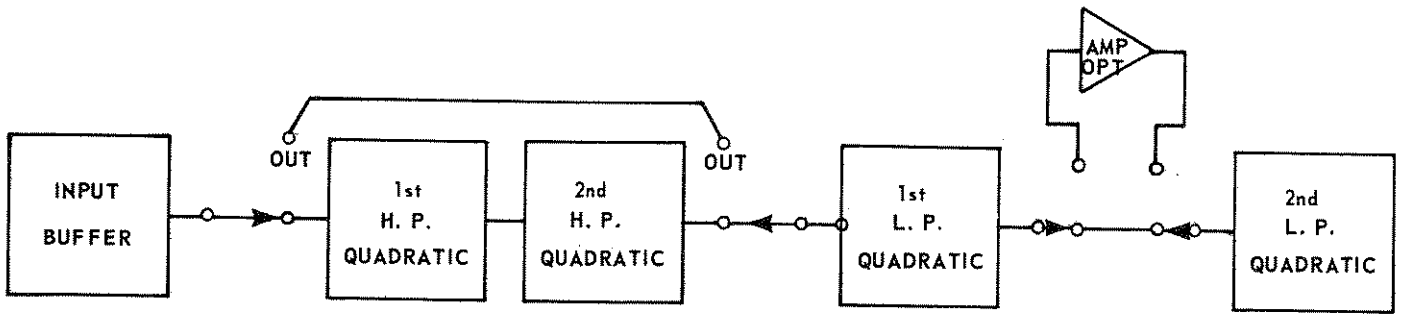 AMP
OPT
OUT
OUT
INPUT
BUFFER
1st
H. P.
QUADRATIC
2nd
H. P.
QUADRATIC
1st
L. P.
QUADRATIC
2nd
L. P.
QUADRATIC